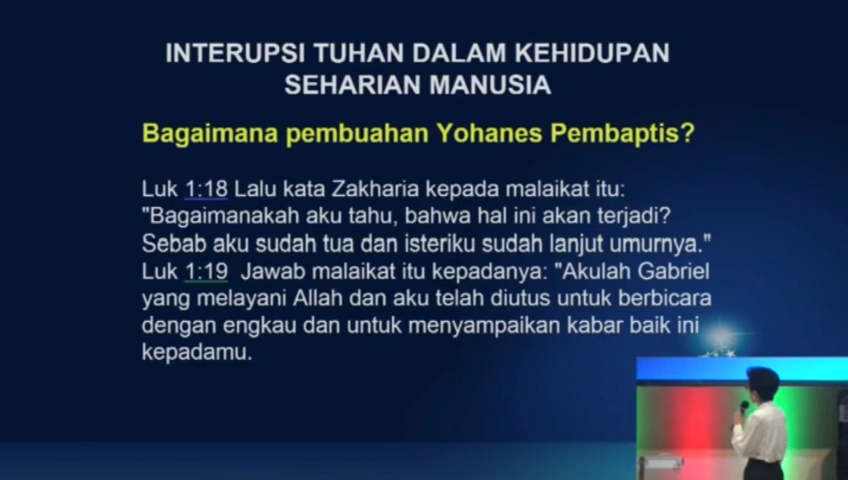 INTERUPSI TUHAN DALAM KEHIDUPAN
SEHARIAN MANUSIA
Bagaimana pembuahan Yohanes Pembaptis?
Luk 1:18 Lalu kata Zakharia kepada malaikat itu:
"Bagaimanakah aku tahu, bahwa hal ini akan terjadi?
Sebab aku sudah tua dan isteriku sudah lanjut umurnya."
Luk 1:19 Jawab malaikat itu kepadanya: "Akulah Gabriel
yang melayani Allah dan aku telah diutus untuk berbicara
dengan engkau dan untuk menyampaikan kabar baik ini
kepadamu.